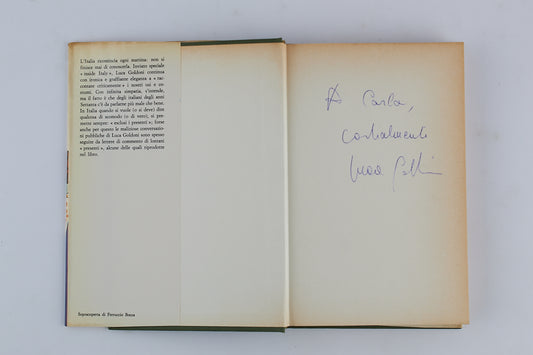 L'Italia ricomincia ogni mattina: non si
finisce mai di conoscerla. Inviato speciale
« inside Italy », Luca Goldoni continua
con ironica e graffiante eleganza a « rac-
contare criticamente » i nostri usi e co-
stumi. Con infinita simpatia, s'intende,
ma il fatto è che degli italiani degli anni
Settanta c'è da parlarne più male che bene.
In Italia quando si vuole (o si deve) dire
qualcosa di scomodo (o di vero), si pre-
mette sempre: « esclusi i presenti »; forse
anche per questo le maliziose conversazio-
ni pubbliche di Luca Goldoni sono spesso
seguite da lettere di commento di lontani
« presenti », alcune delle quali riprodotte
nel libro.
Sopraccoperta di Ferruccio Bocca
A Carla,
cordialmente
Luca Goldoni